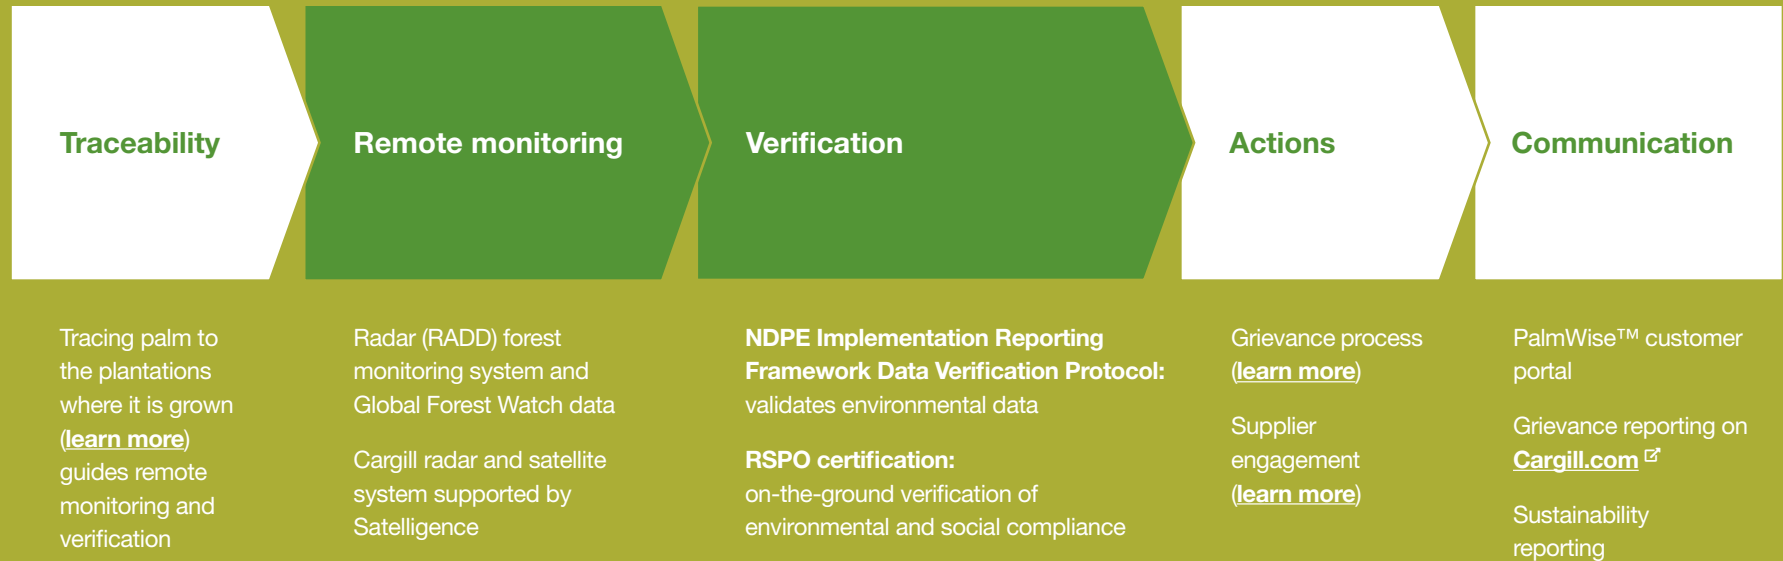 Traceability
Remote monitoring
Verification
Actions
Communication
Tracing palm to
the plantations
where it is grown
(learn more)
guides remote
monitoring and
verification
Radar (RADD) forest
monitoring system and
Global Forest Watch data
Cargill radar and satellite
system supported by
Satelligence
NDPE Implementation Reporting
Framework Data Verification Protocol:
validates environmental data
RSPO certification:
on-the-ground verification of
environmental and social compliance
Grievance process
(learn more)
Supplier
engagement
(learn more)
PalmWise™ customer
portal
Grievance reporting on
Cargill.com
Sustainability
reporting